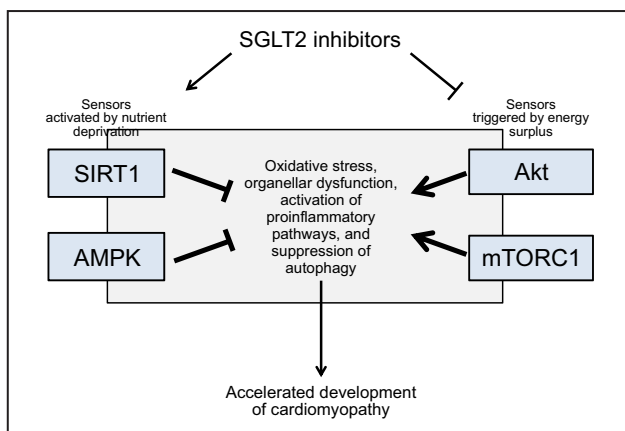 SGLT2 inhibitors
Sensors
activated by nutrient
deprivation
Sensors
triggered by energy
surplus
SIRT1
AMPK
Oxidative stress,
organellar dysfunction,
activation of
proinflammatory
pathways, and
suppression of
autophagy
Akt
mTORC1
Accelerated development
of cardiomyopathy